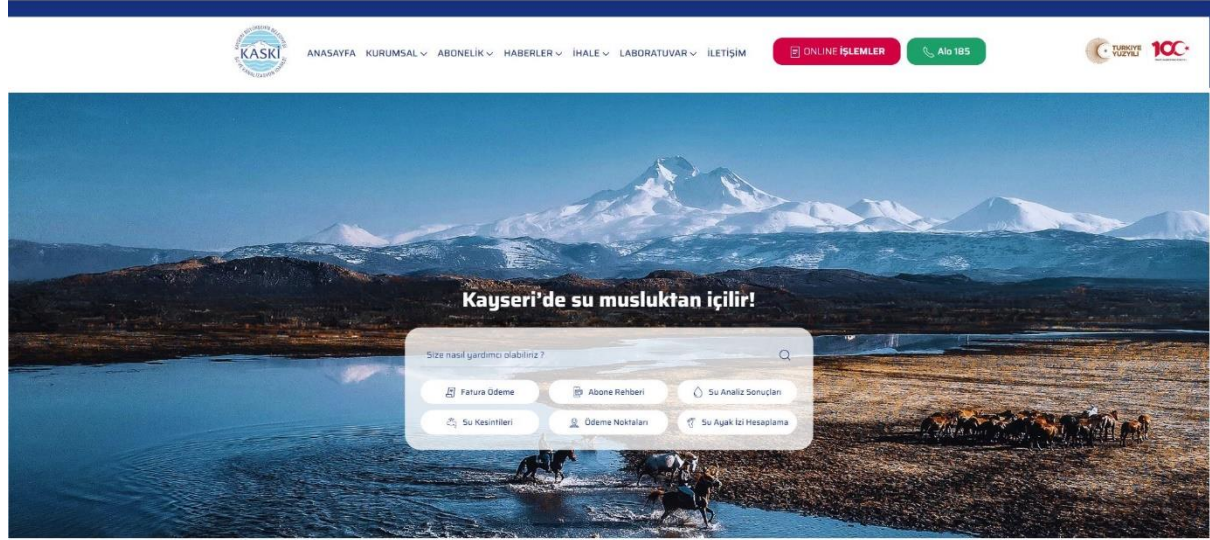 KASKİ
ANASAYFA KURUMSAL ABONELİK HABERLER İHALE LABORATUVAR İLETİŞİM
ONLINE İŞLEMLER
Alo 185
TÜRKİYE
YÜZYILI
100
Kayseri'de su musluktan içilir!
Size nasıl yardımcı olabiliriz ?
Fatura Ödeme
Abone Rehberi
Su Analiz Sonuçları
Su Kesintileri
Ödeme Noktaları
Su Ayak İzi Hesaplama